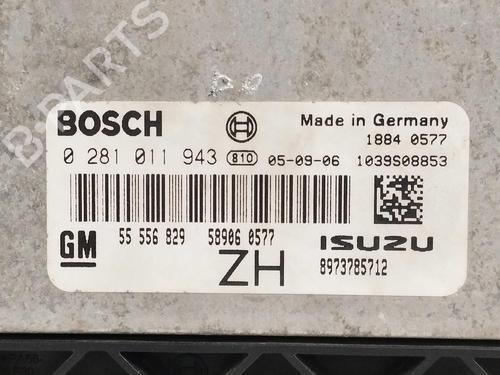 B-PARTS
BOSCH
Made in Germany
1884 0577
0 281 011 943 810 05-09-06 1039S08853
GM 55 556 829 58906 0577 ISUZU
ZH 8973785712